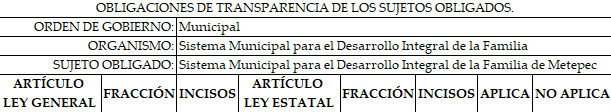 OBLIGACIONES DE TRANSPARENCIA DE LOS SUJETOS OBLIGADOS.
ORDEN DE GOBIERNO: Municipal
ORGANISMO: Sistema Municipal para el Desarrollo Integral de la Familia
SUJETO OBLIGADO: Sistema Municipal para el Desarrollo Integral de la Familia de Metepec
ARTÍCULO LEY GENERAL FRACCIÓN INCISOS ARTÍCULO LEY ESTATAL FRACCIÓN INCISOS APLICA NO APLICA